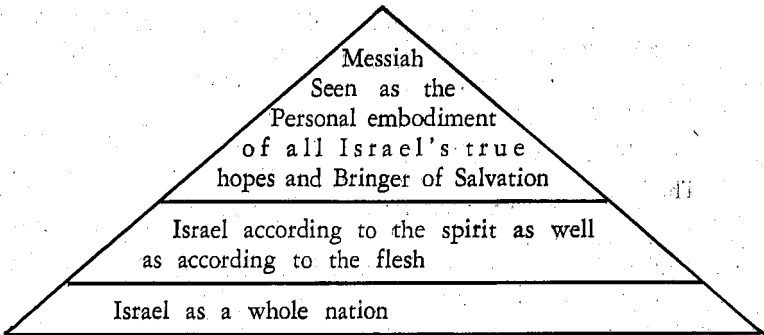 Messiah
Seen as the
Personal embodiment
of all Israel's true
hopes and Bringer of Salvation
Israel according to the spirit as well
as according to the flesh
Israel as a whole nation